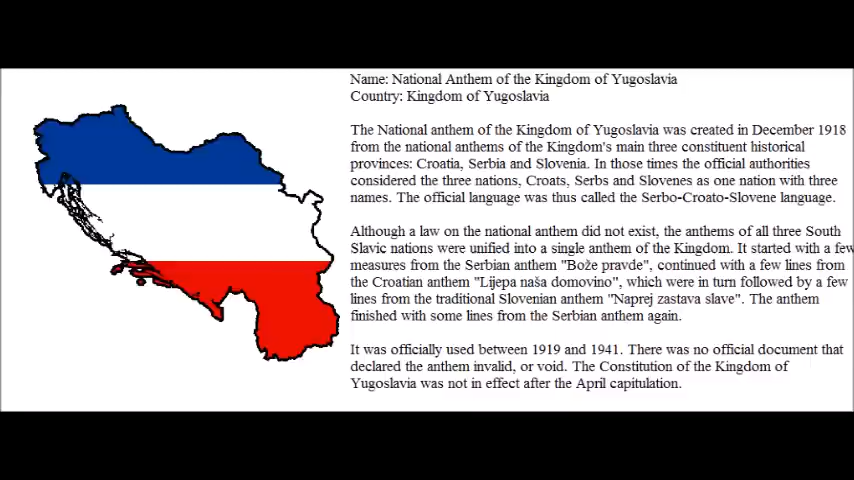 Name: National Anthem of the Kingdom of Yugoslavia
Country: Kingdom of Yugoslavia
The National anthem of the Kingdom of Yugoslavia was created in December 1918
from the national anthems of the Kingdom's main three constituent historical
provinces: Croatia, Serbia and Slovenia. In those times the official authorities
considered the three nations, Croats, Serbs and Slovenes as one nation with three
names. The official language was thus called the Serbo-Croato-Slovene language.
Although a law on the national anthem did not exist, the anthems of all three South
Slavic nations were unified into a single anthem of the Kingdom. It started with a few
measures from the Serbian anthem "Bože pravde", continued with a few lines from
the Croatian anthem "Lijepa naša domovino", which were in turn followed by a few
lines from the traditional Slovenian anthem "Naprej zastava slave". The anthem
finished with some lines from the Serbian anthem again.
It was officially used between 1919 and 1941. There was no official document that
declared the anthem invalid, or void. The Constitution of the Kingdom of
Yugoslavia was not in effect after the April capitulation.